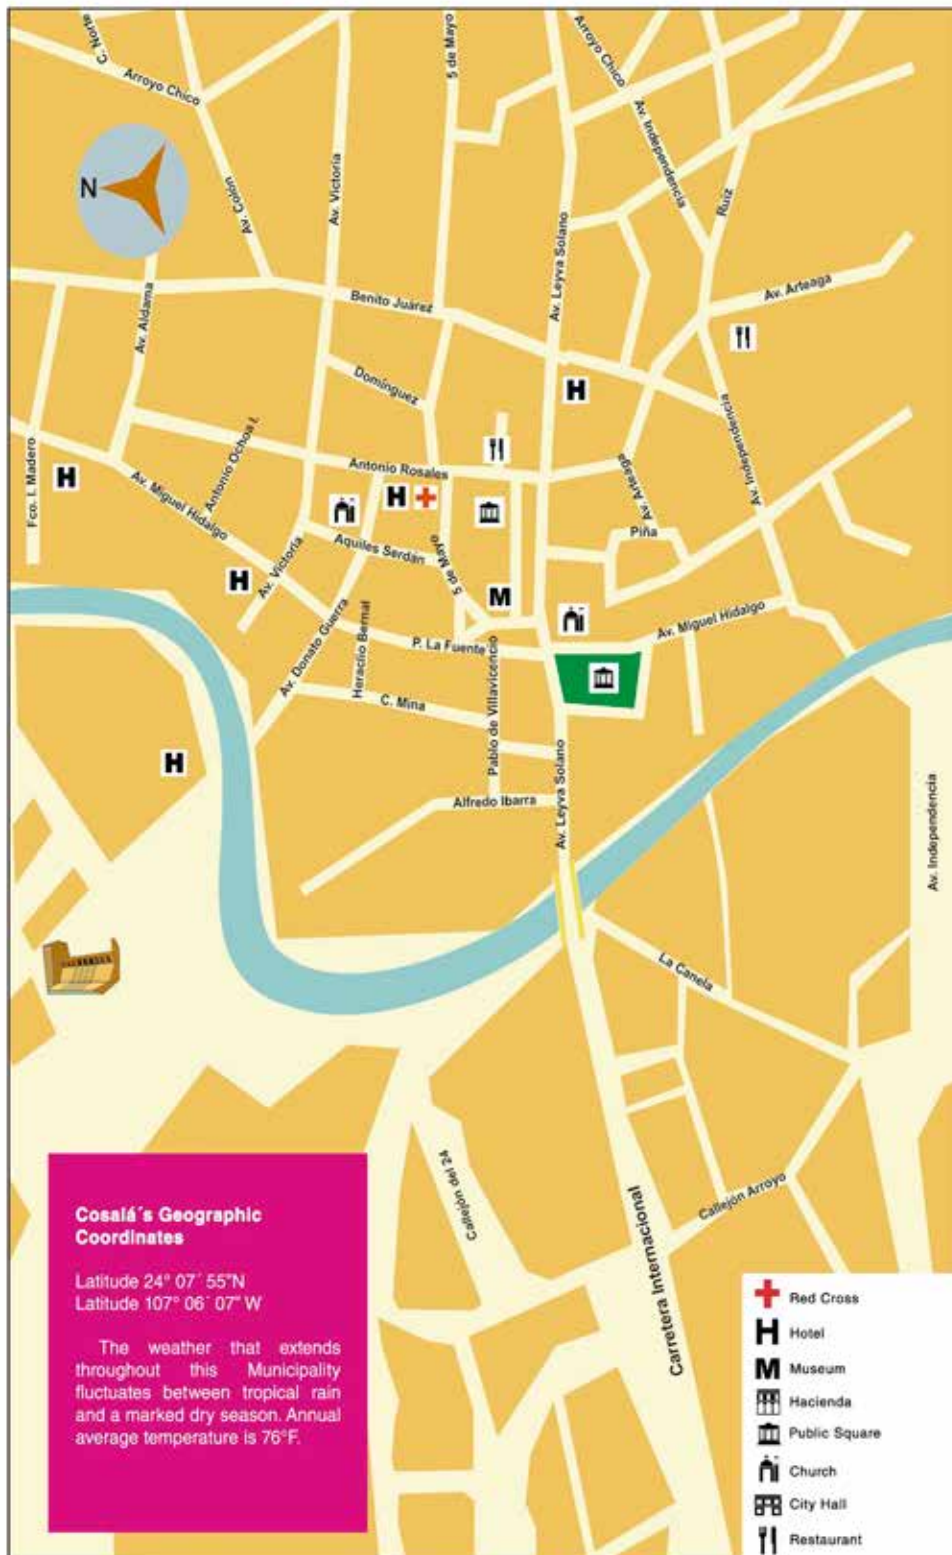 C. Norte
Arroyo Chico
5 de Mayo
Arroyo Chico
Av. Independencia
N
Av. Colón
Av. Victoria
Av. Leyva Solano
Ruiz
Av. Aldama
Benito Juárez
Av. Arteaga
Domínguez
H
Fco. I. Madero
H
Antonio Ochoa I.
Antonio Rosales
H
Av. Arteaga
Av. Independencia
Av. Miguel Hidalgo
Aquiles Serdán
5 de Mayo
Piña
H
Av. Victoria
M
Av. Donato Guerra
Heraclio Bernal
P. La Fuente
Av. Miguel Hidalgo
C. Mina
Pablo de Villavicencio
H
Alfredo Ibarra
Av. Leyva Solano
Av. Independencia
La Canela
Callejón del 24
Callejón Arroyo
Carretera Internacional
Cosalá´s Geographic
Coordinates
Latitude 24° 07´ 55"N
Latitude 107° 06´ 07" W
The weather that extends
throughout this Municipality
fluctuates between tropical rain
and a marked dry season. Annual
average temperature is 76°F.
Red Cross
H Hotel
M Museum
Hacienda
Public Square
Church
City Hall
Restaurant